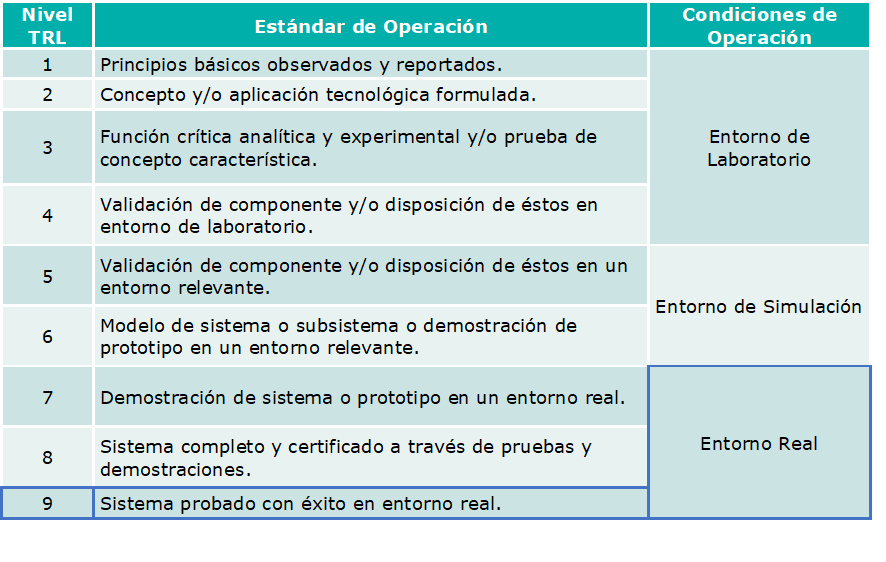 Nivel TRL
Estándar de Operación
Condiciones de Operación
1
Principios básicos observados y reportados.
2
Concepto y/o aplicación tecnológica formulada.
3
Función crítica analítica y experimental y/o prueba de
concepto característica.
4
Validación de componente y/o disposición de éstos en
entorno de laboratorio.
Entorno de
Laboratorio
5
Validación de componente y/o disposición de éstos en un
entorno relevante.
6
Modelo de sistema o subsistema o demostración de
prototipo en un entorno relevante.
Entorno de Simulación
7
Demostración de sistema o prototipo en un entorno real.
8
Sistema completo y certificado a través de pruebas y
demostraciones.
9
Sistema probado con éxito en entorno real.
Entorno Real